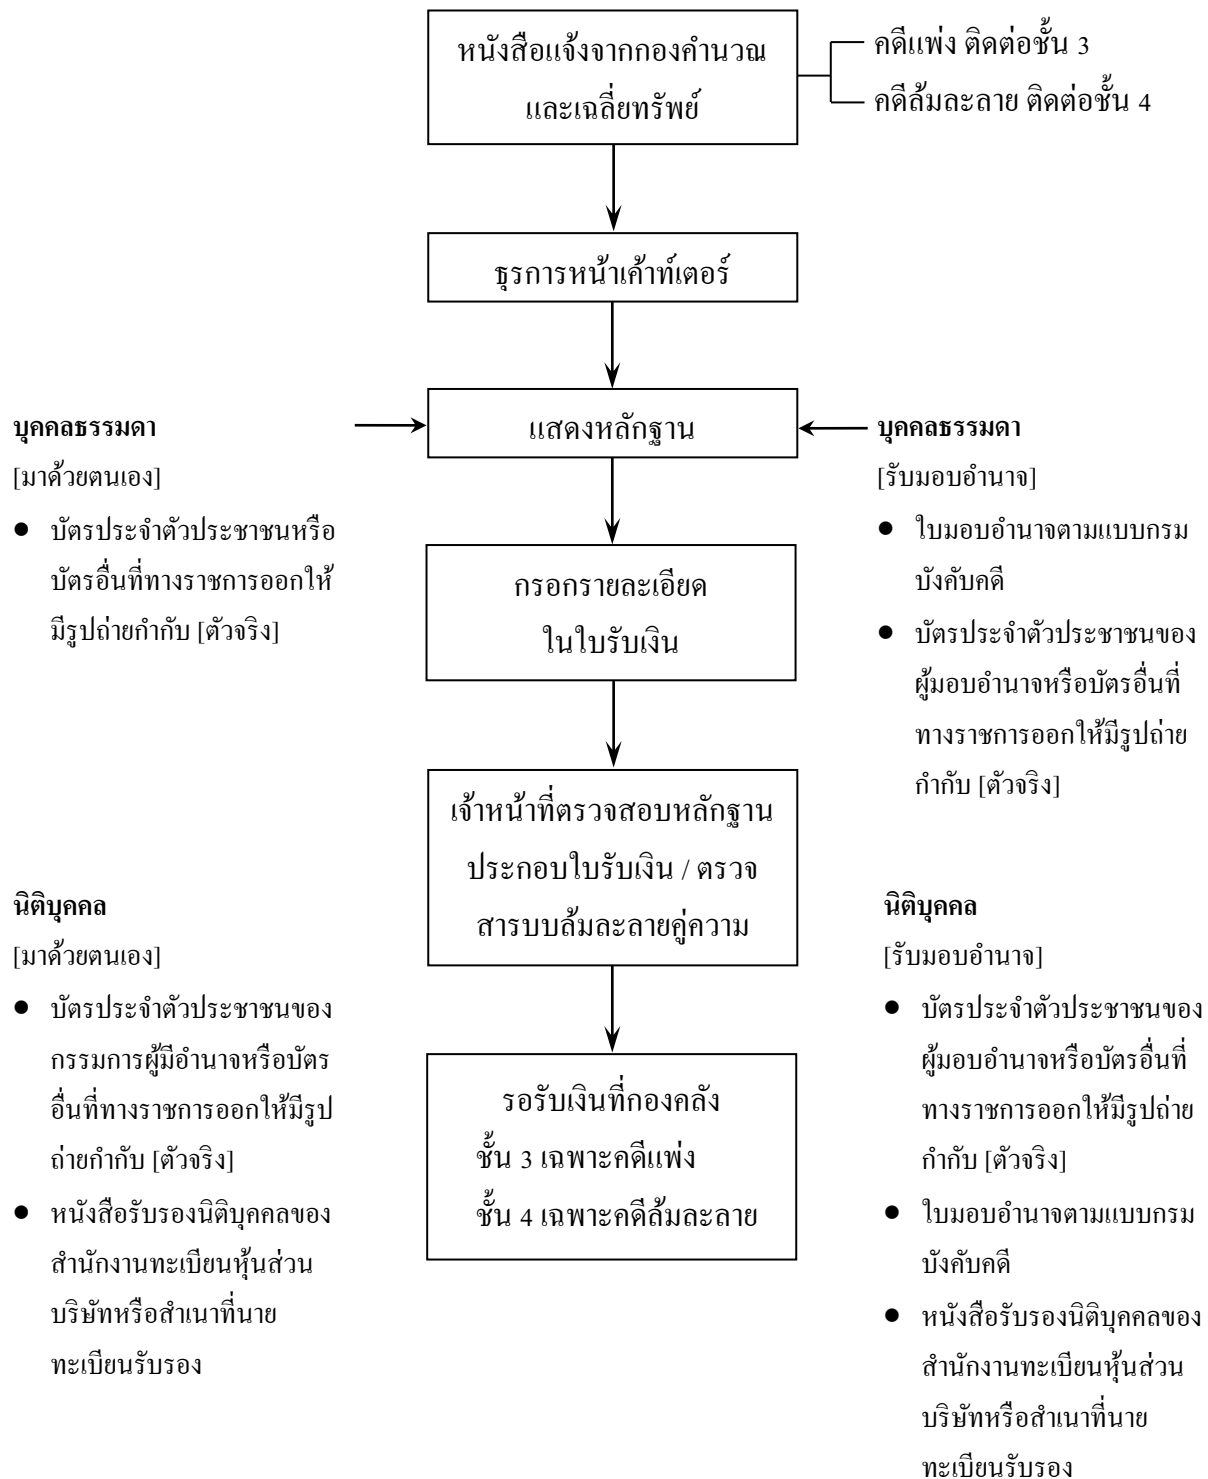 หนังสือแจ้งจากกองคำนวณ
และเฉลี่ยทรัพย์
คดีแพ่ง ติดต่อชั้น 3
คดีล้มละลาย ติดต่อชั้น 4
ธุรการหน้าเค้าท์เตอร์
แสดงหลักฐาน
บุคคลธรรมดา
[มาด้วยตนเอง]
● บัตรประจำตัวประชาชนหรือ
บัตรอื่นที่ทางราชการออกให้
มีรูปถ่ายกำกับ [ตัวจริง]
บุคคลธรรมดา
[รับมอบอำนาจ]
● ใบมอบอำนาจตามแบบกรม
บังคับคดี
● บัตรประจำตัวประชาชนของ
ผู้มอบอำนาจหรือบัตรอื่นที่
ทางราชการออกให้มีรูปถ่าย
กำกับ [ตัวจริง]
กรอกรายละเอียด
ในใบรับเงิน
เจ้าหน้าที่ตรวจสอบหลักฐาน
ประกอบใบรับเงิน / ตรวจ
สารบบล้มละลายคู่ความ
นิติบุคคล
[มาด้วยตนเอง]
● บัตรประจำตัวประชาชนของ
กรรมการผู้มีอำนาจหรือบัตร
อื่นที่ทางราชการออกให้มีรูป
ถ่ายกำกับ [ตัวจริง]
● หนังสือรับรองนิติบุคคลของ
สำนักงานทะเบียนหุ้นส่วน
บริษัทหรือสำเนาที่นาย
ทะเบียนรับรอง
รอรับเงินที่กองคลัง
ชั้น 3 เฉพาะคดีแพ่ง
ชั้น 4 เฉพาะคดีล้มละลาย
นิติบุคคล
[รับมอบอำนาจ]
● บัตรประจำตัวประชาชนของ
ผู้มอบอำนาจหรือบัตรอื่นที่
ทางราชการออกให้มีรูปถ่าย
กำกับ [ตัวจริง]
● ใบมอบอำนาจตามแบบกรม
บังคับคดี
● หนังสือรับรองนิติบุคคลของ
สำนักงานทะเบียนหุ้นส่วน
บริษัทหรือสำเนาที่นาย
ทะเบียนรับรอง